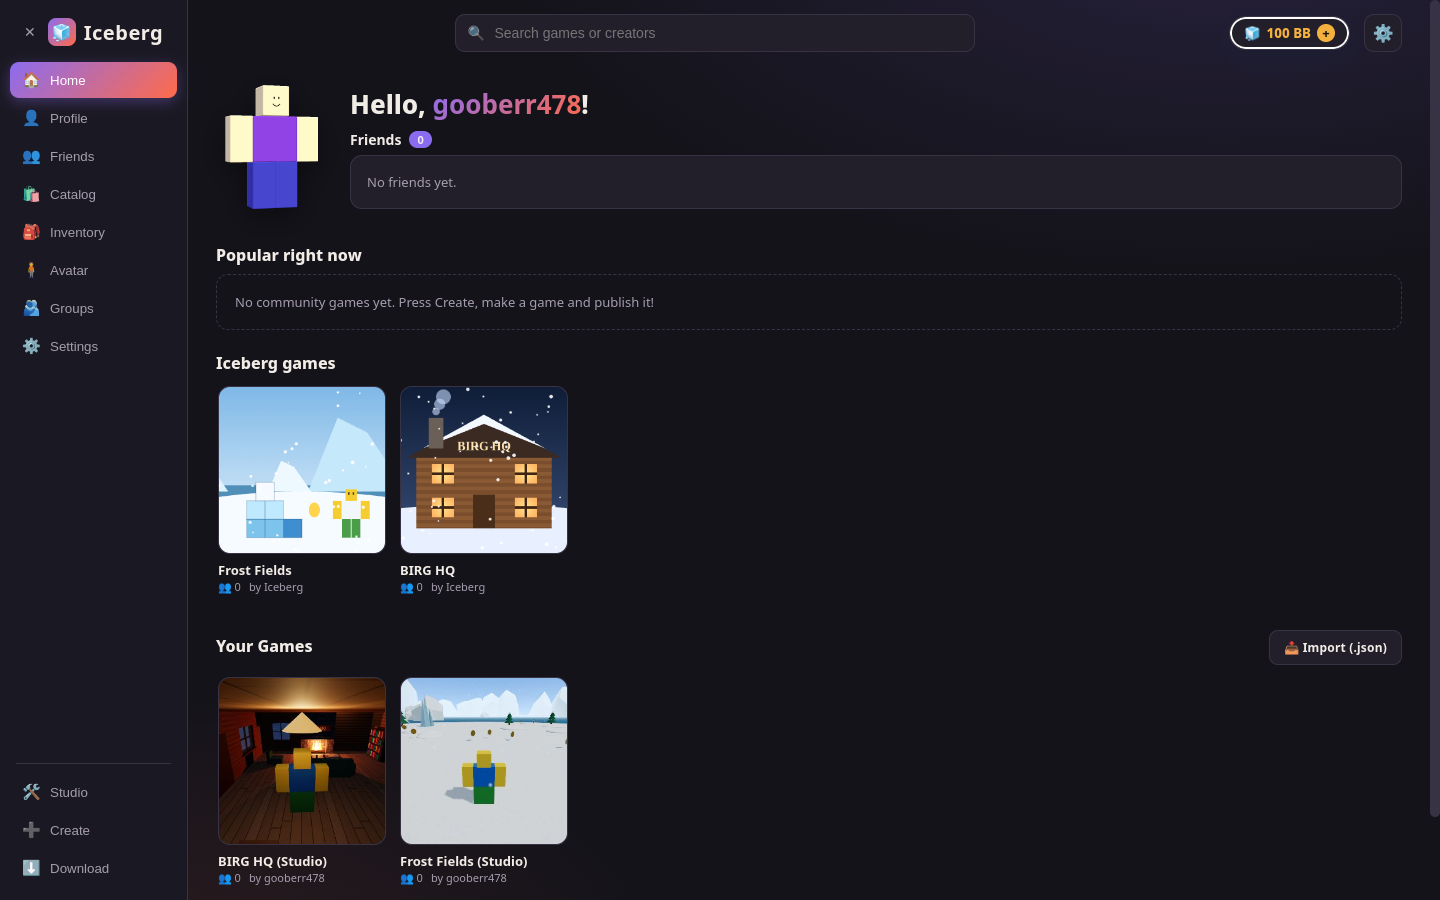 Iceberg
Home
Profile
Friends
Catalog
Inventory
Avatar
Groups
Settings
Studio
Create
Download
Search games or creators
100 BB
Hello, gooberr478!
Friends 0
No friends yet.
Popular right now
No community games yet. Press Create, make a game and publish it!
Iceberg games
BIRG HQ
Frost Fields
0 by Iceberg
BIRG HQ
0 by Iceberg
Your Games
Import (.json)
BIRG HQ (Studio)
0 by gooberr478
Frost Fields (Studio)
0 by gooberr478